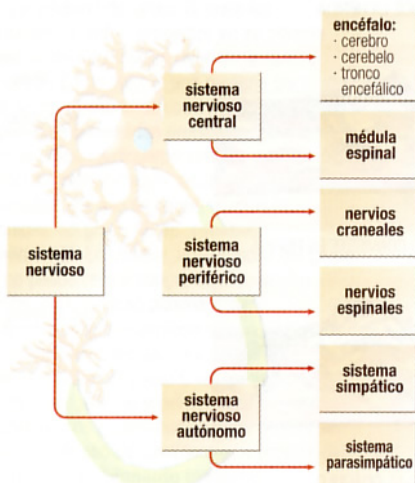 encéfalo:
· cerebro
· cerebelo
· tronco
encefálico
sistema
nervioso
central
médula
espinal
nervios
craneales
sistema
nervioso
sistema
nervioso
periférico
nervios
espinales
sistema
simpático
sistema
nervioso
autónomo
sistema
parasimpático